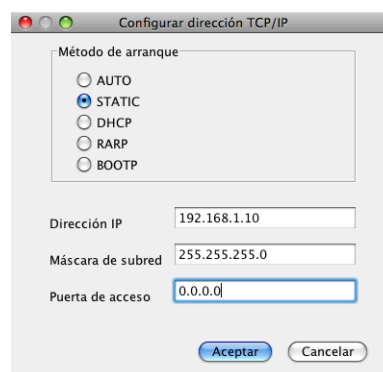 Configurar dirección TCP/IP
Método de arranque
AUTO
STATIC
DHCP
RARP
BOOTP
Dirección IP 192.168.1.10
Máscara de subred 255.255.255.0
Puerta de acceso 0.0.0.0
Aceptar Cancelar